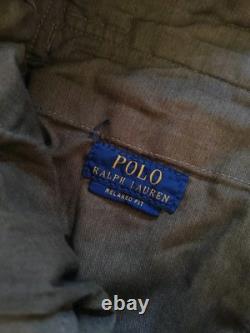 POLO
RALPH LAUREN
RELAXED FIT